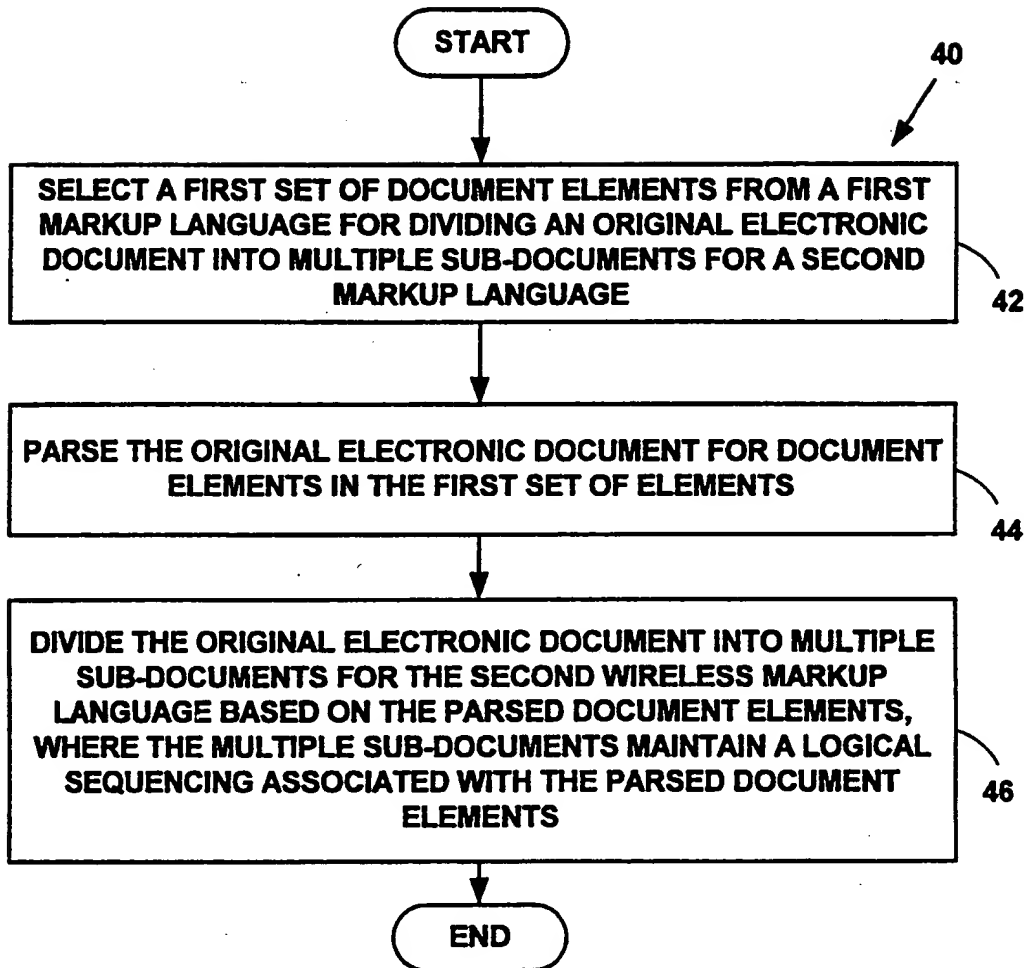 START
40
SELECT A FIRST SET OF DOCUMENT ELEMENTS FROM A FIRST
MARKUP LANGUAGE FOR DIVIDING AN ORIGINAL ELECTRONIC
DOCUMENT INTO MULTIPLE SUB-DOCUMENTS FOR A SECOND
MARKUP LANGUAGE
42
PARSE THE ORIGINAL ELECTRONIC DOCUMENT FOR DOCUMENT
ELEMENTS IN THE FIRST SET OF ELEMENTS
44
DIVIDE THE ORIGINAL ELECTRONIC DOCUMENT INTO MULTIPLE
SUB-DOCUMENTS FOR THE SECOND WIRELESS MARKUP
LANGUAGE BASED ON THE PARSED DOCUMENT ELEMENTS,
WHERE THE MULTIPLE SUB-DOCUMENTS MAINTAIN A LOGICAL
SEQUENCING ASSOCIATED WITH THE PARSED DOCUMENT
ELEMENTS
46
END